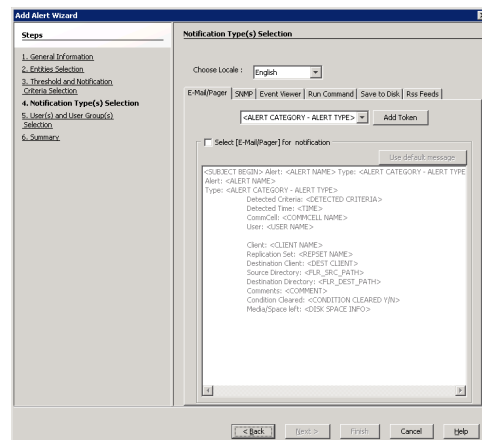 Add Alert Wizard
Steps
1. General Information
2. Entities Selection
3. Threshold and Notification
Criteria Selection
4. Notification Type(s) Selection
5. User(s) and User Group(s)
Selection
6. Summary
Notification Type(s) Selection
Choose Locale :
English
E-Mail/Pager
SNMP
Event Viewer
Run Command
Save to Disk
Rss Feeds
<ALERT CATEGORY - ALERT TYPE>
Add Token
Select [E-Mail/Pager] for notification
Use default message
<SUBJECT BEGIN> Alert: <ALERT NAME> Type: <ALERT CATEGORY - ALERT TYPE
Alert: <ALERT NAME>
Type: <ALERT CATEGORY - ALERT TYPE>
Detected Criteria: <DETECTED CRITERIA>
Detected Time: <TIME>
CommCell: <COMMCELL NAME>
User: <USER NAME>
Client: <CLIENT NAME>
Replication Set: <REPSET NAME>
Destination Client: <DEST CLIENT>
Source Directory: <FLR_SRC_PATH>
Destination Directory: <FLR_DEST_PATH>
Comments: <COMMENT>
Condition Cleared: <CONDITION CLEARED Y/N>
Media/Space left: <DISK SPACE INFO>
< Back
Next >
Finish
Cancel
Help